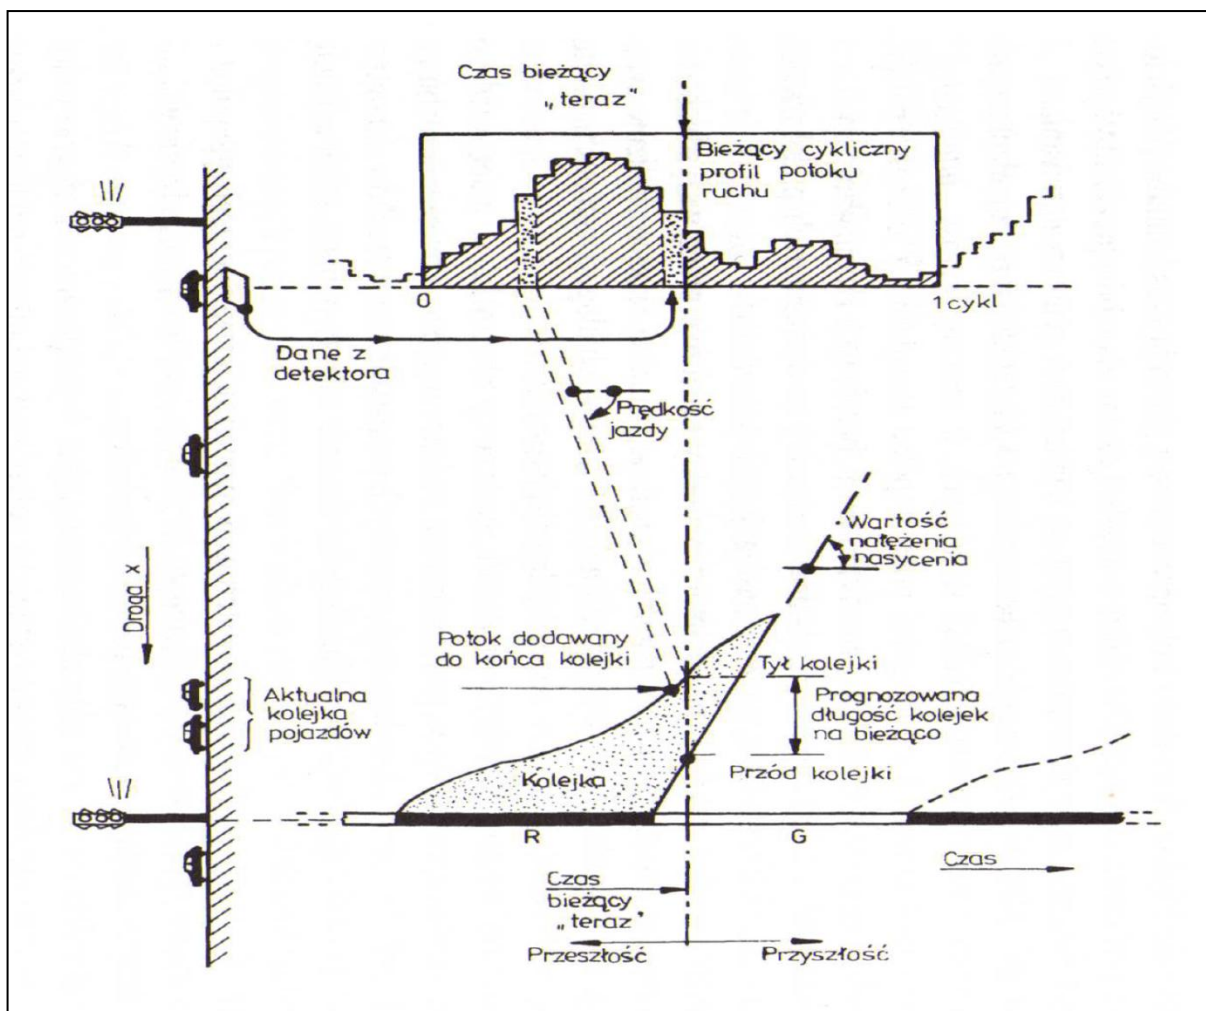 Czas bieżący
„teraz"
Bieżący cykliczny
profil potoku
ruchu
0
1 cykl
Dane z
detektora
Prędkość
jazdy
Wartość
natężenia
nasycenia
Droga x
Potok dodawany
do końca kolejki
Tył kolejki
Aktualna
kolejka
pojazdów
Prognozowana
długość kolejek
na bieżąco
Kolejka
Przód kolejki
R
G
Czas
Czas
bieżący
„teraz"
Przeszłość
Przyszłość